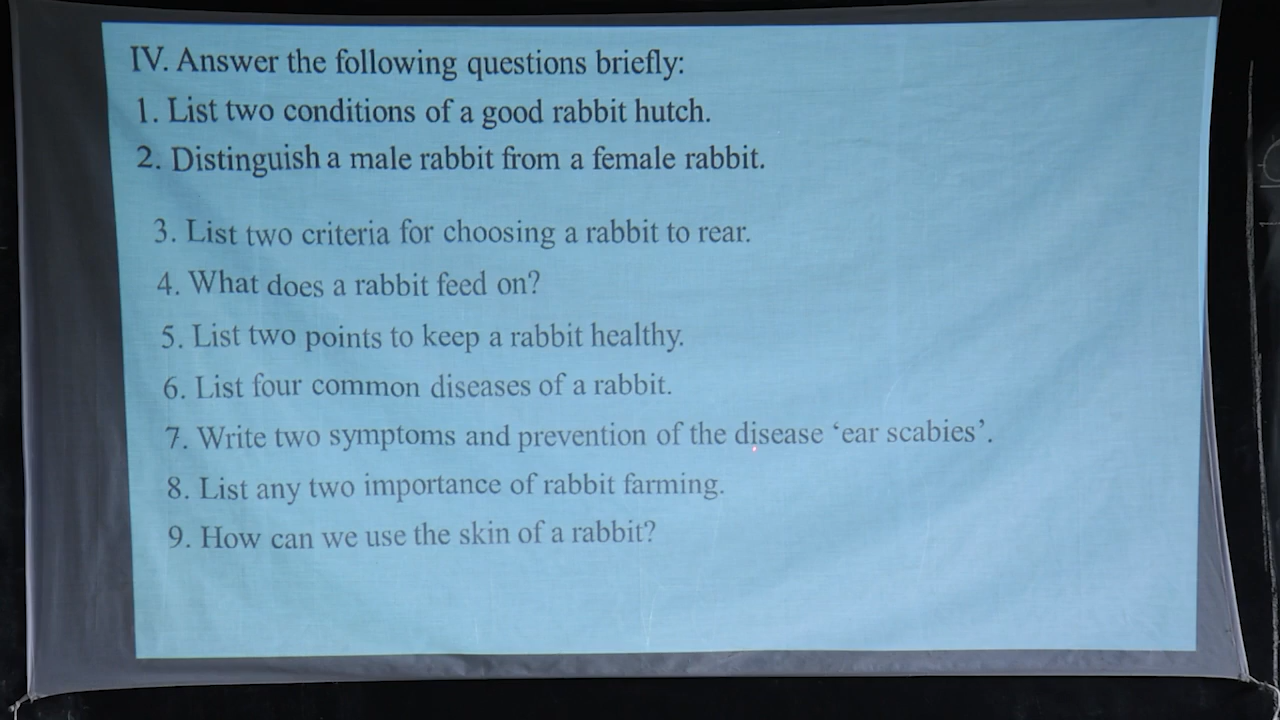 IV. Answer the following questions briefly:
1. List two conditions of a good rabbit hutch.
2. Distinguish a male rabbit from a female rabbit.
3. List two criteria for choosing a rabbit to rear.
4. What does a rabbit feed on?
5. List two points to keep a rabbit healthy.
6. List four common diseases of a rabbit.
7. Write two symptoms and prevention of the disease ‘ear scabies’.
8. List any two importance of rabbit farming.
9. How can we use the skin of a rabbit?